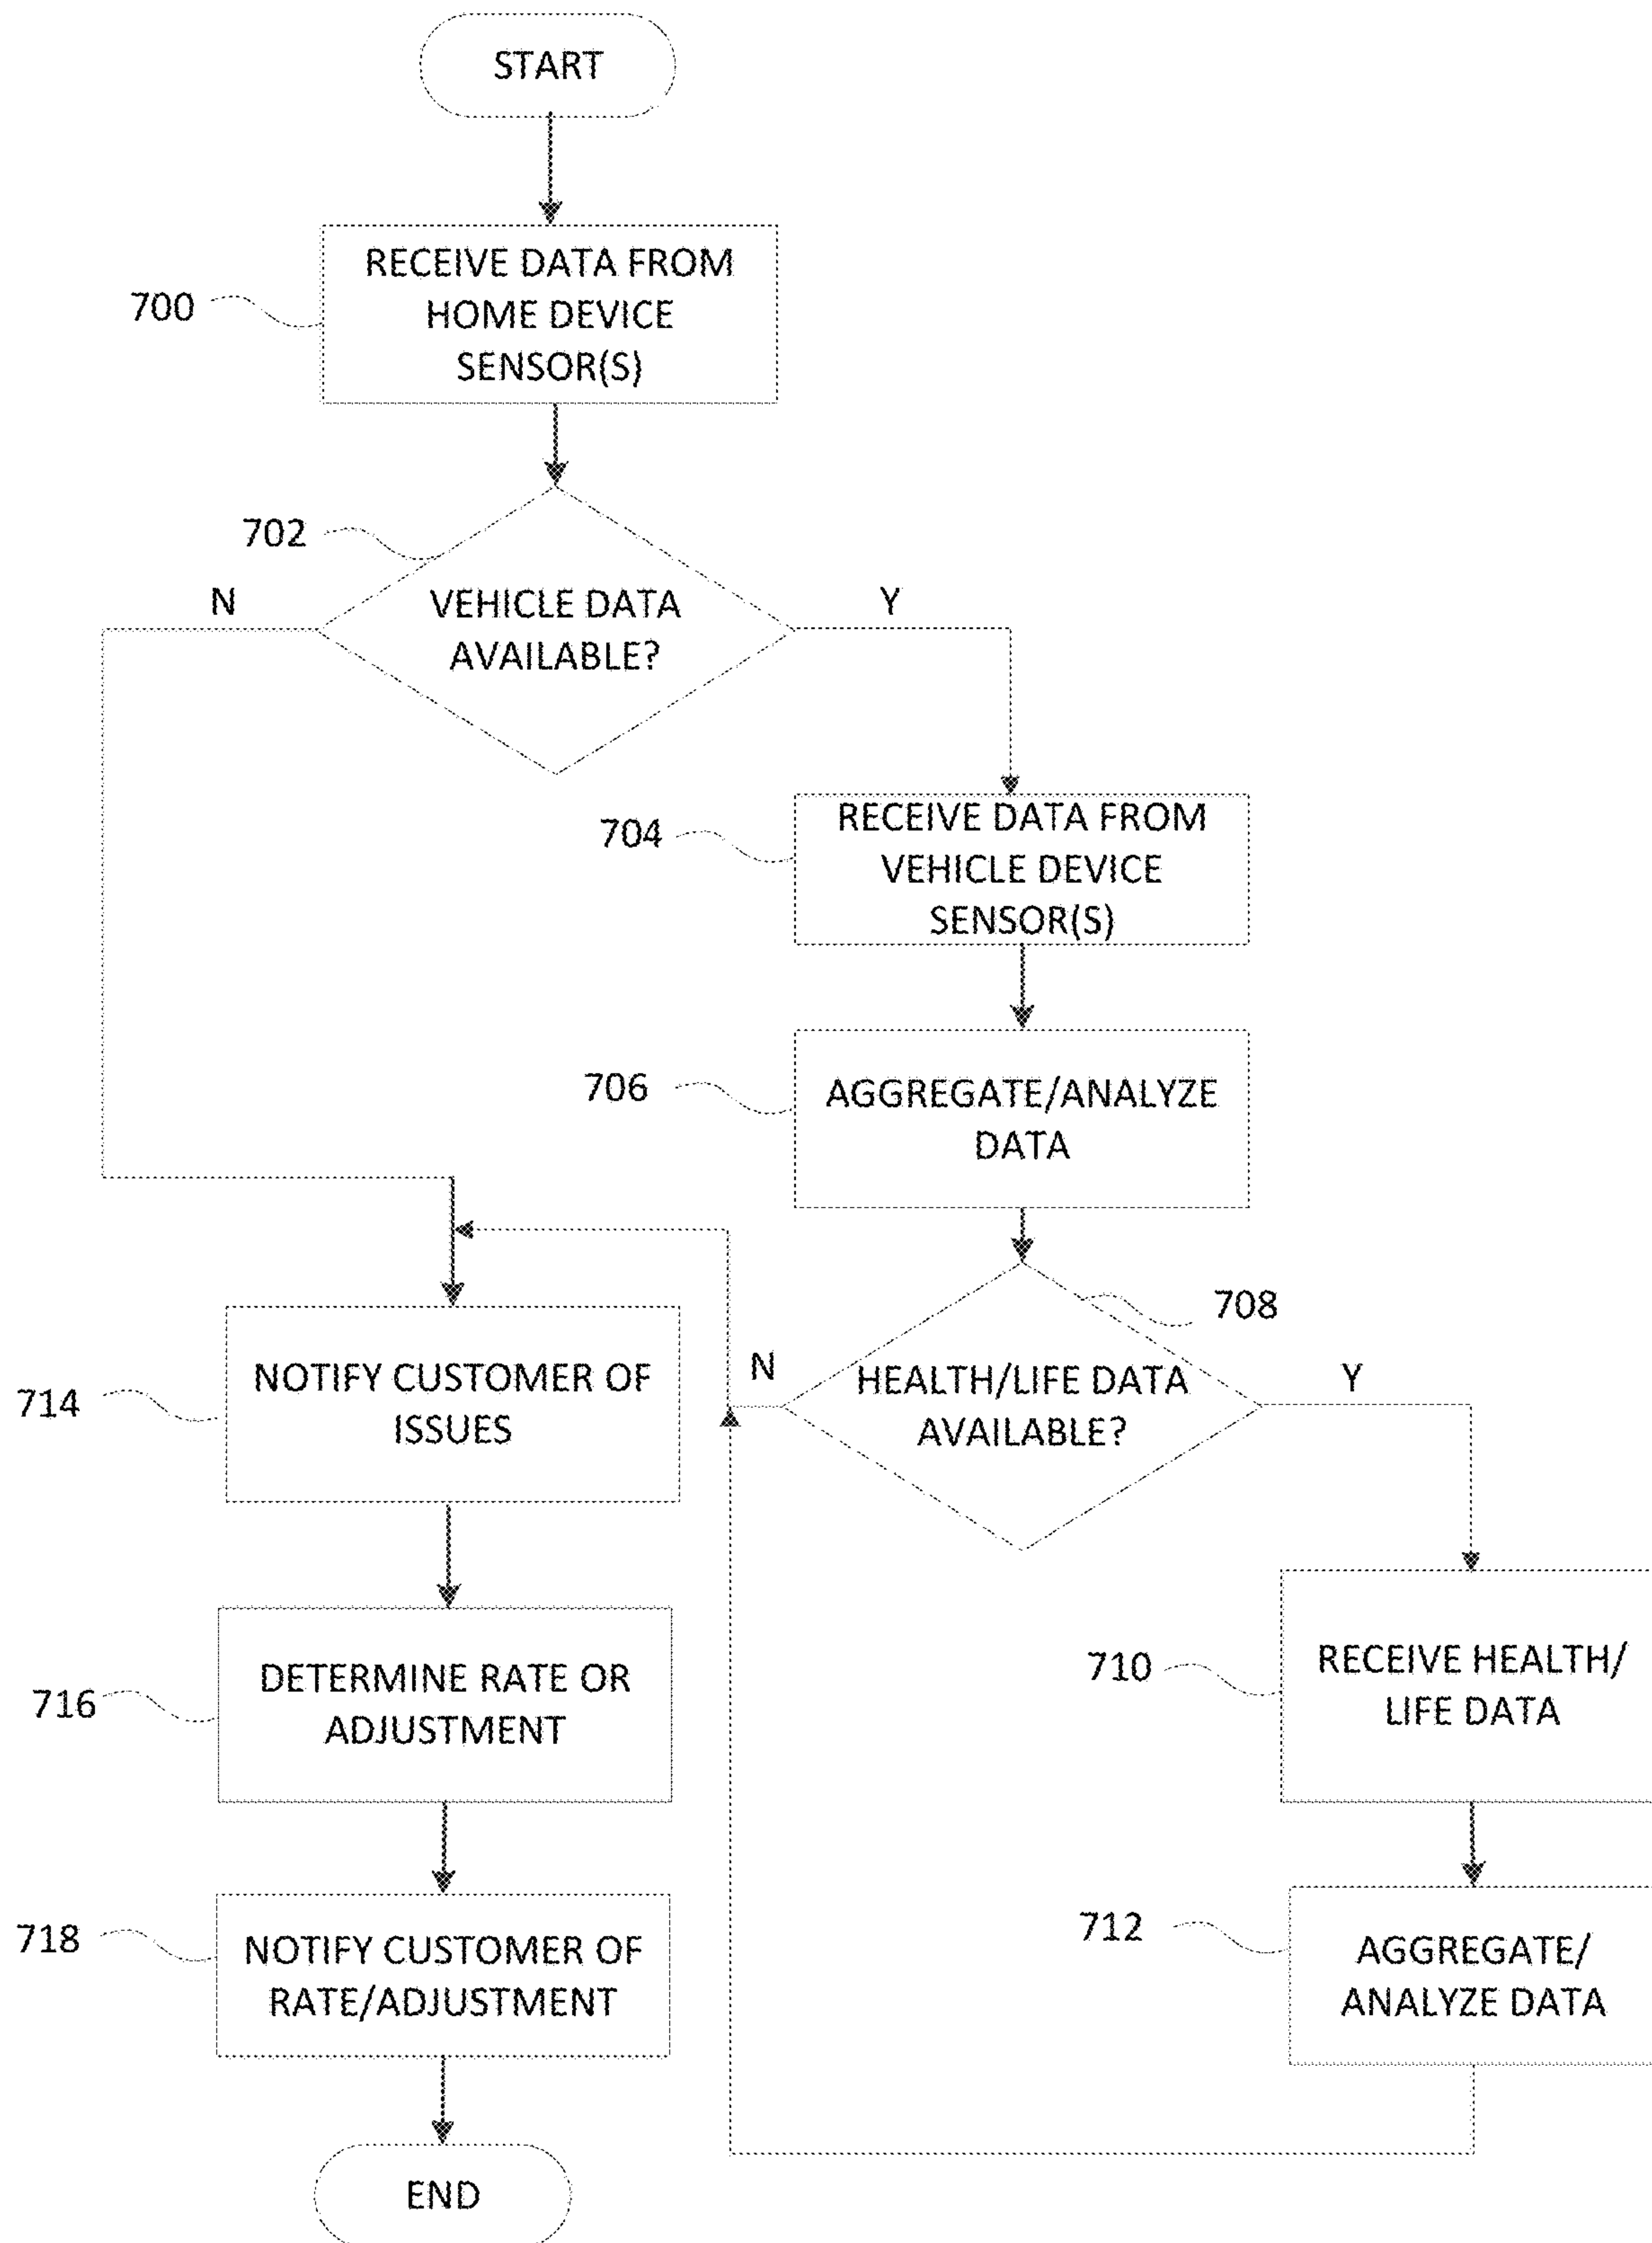 START
RECEIVE DATA FROM
HOME DEVICE
SENSOR(S)
700
702
N
VEHICLE DATA
AVAILABLE?
Y
704
RECEIVE DATA FROM
VEHICLE DEVICE
SENSOR(S)
706
AGGREGATE/ANALYZE
DATA
708
N
HEALTH/LIFE DATA
AVAILABLE?
Y
710
RECEIVE HEALTH/
LIFE DATA
712
AGGREGATE/
ANALYZE DATA
714
NOTIFY CUSTOMER OF
ISSUES
716
DETERMINE RATE OR
ADJUSTMENT
718
NOTIFY CUSTOMER OF
RATE/ADJUSTMENT
END